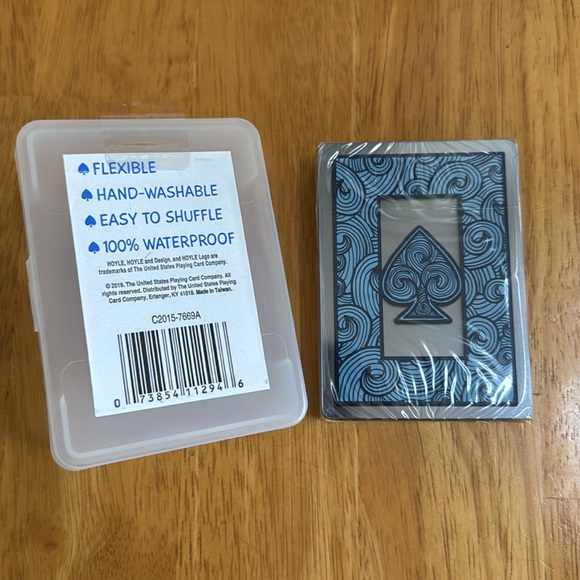 FLEXIBLE
HAND-WASHABLE
EASY TO SHUFFLE
100% WATERPROOF
HOYLE, HOYLE and Design, and HOYLE Logo are
trademarks of The United States Playing Card Company.
© 2019. The United States Playing Card Company. All
rights reserved. Distributed by The United States Playing
Card Company, Erlanger, KY 41018. Made in Taiwan.
C2015-7669A
0 73854 11294 6